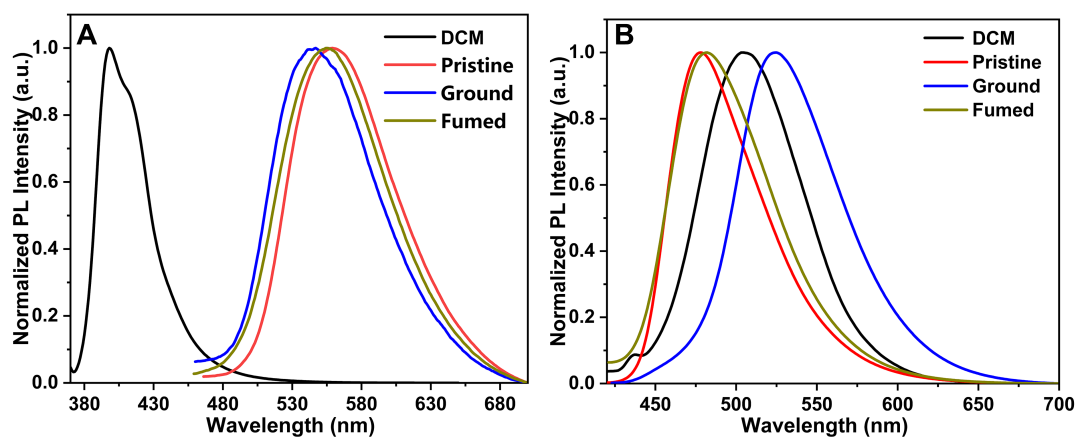 A
DCM
Pristine
Ground
Fumed
Normalized PL Intensity (a.u.)
1.0
0.8
0.6
0.4
0.2
0.0
380 430 480 530 580 630 680
Wavelength (nm)
B
DCM
Pristine
Ground
Fumed
Normalized PL Intensity (a.u.)
1.0
0.8
0.6
0.4
0.2
0.0
450 500 550 600 650 700
Wavelength (nm)